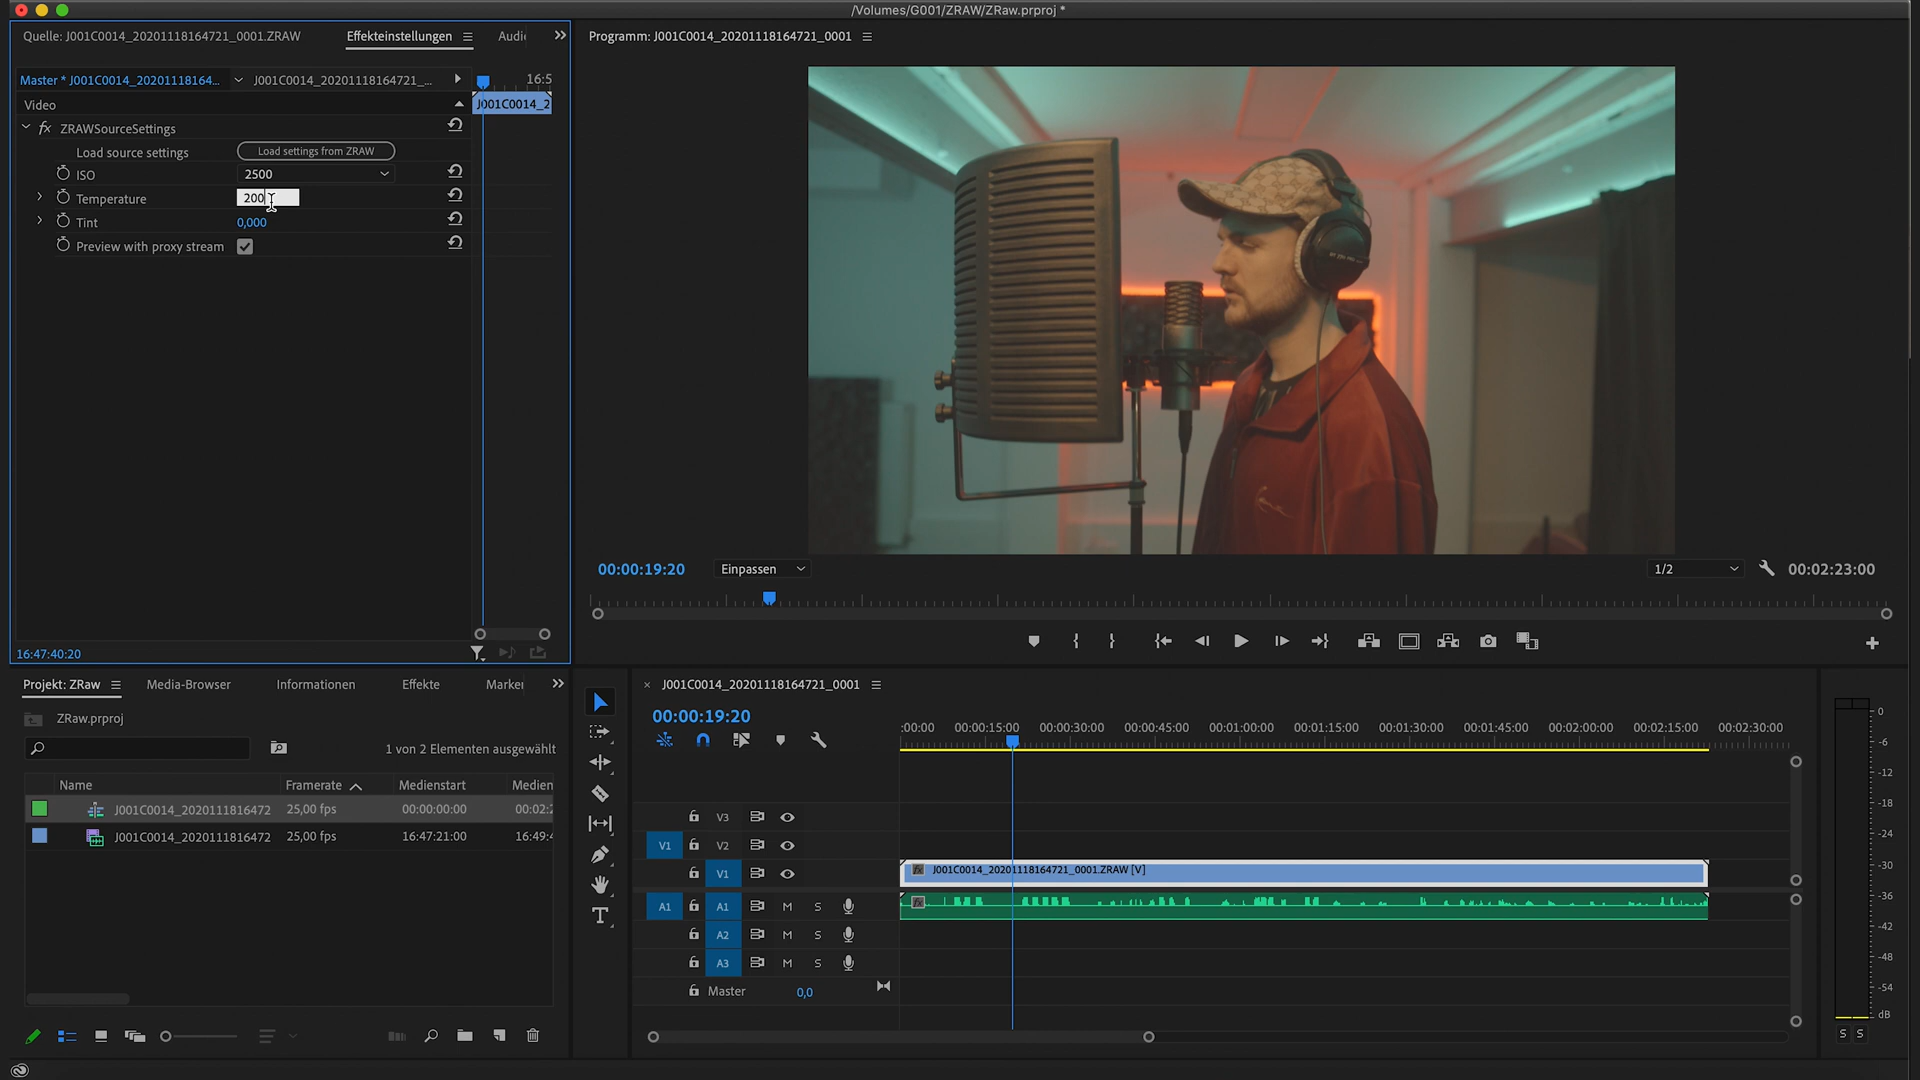 /Volumes/G001/ZRAW/ZRaw.prproj *
Quelle: J001C0014_20201118164721_0001.ZRAW
Effekteinstellungen
Audi
Programm: J001C0014_20201118164721_0001
Master * J001C0014_20201118164...
J001C0014_20201118164721_...
16:5
Video
J001C0014_2
fx ZRAWSourceSettings
Load source settings
Load settings from ZRAW
ISO
2500
Temperature
200
Tint
0,000
Preview with proxy stream
00:00:19:20
Einpassen
1/2
00:02:23:00
16:47:40:20
Projekt: ZRaw
Media-Browser
Informationen
Effekte
Marker
ZRaw.prproj
1 von 2 Elementen ausgewählt
Name
Framerate
Medienstart
Medien
J001C0014_2020111816472
25,00 fps
00:00:00:00
00:02:2
J001C0014_2020111816472
25,00 fps
16:47:21:00
16:49:4
J001C0014_20201118164721_0001
00:00:19:20
:00:00
00:00:15:00
00:00:30:00
00:00:45:00
00:01:00:00
00:01:15:00
00:01:30:00
00:01:45:00
00:02:00:00
00:02:15:00
00:02:30:00
V3
V1
V2
V1
fx
J001C0014_20201118164721_0001.ZRAW [V]
A1
A1
M
S
fx
A2
M
S
A3
M
S
Master
0,0
0
-6
-12
-18
-24
-30
-36
-42
-48
-54
dB
S
S